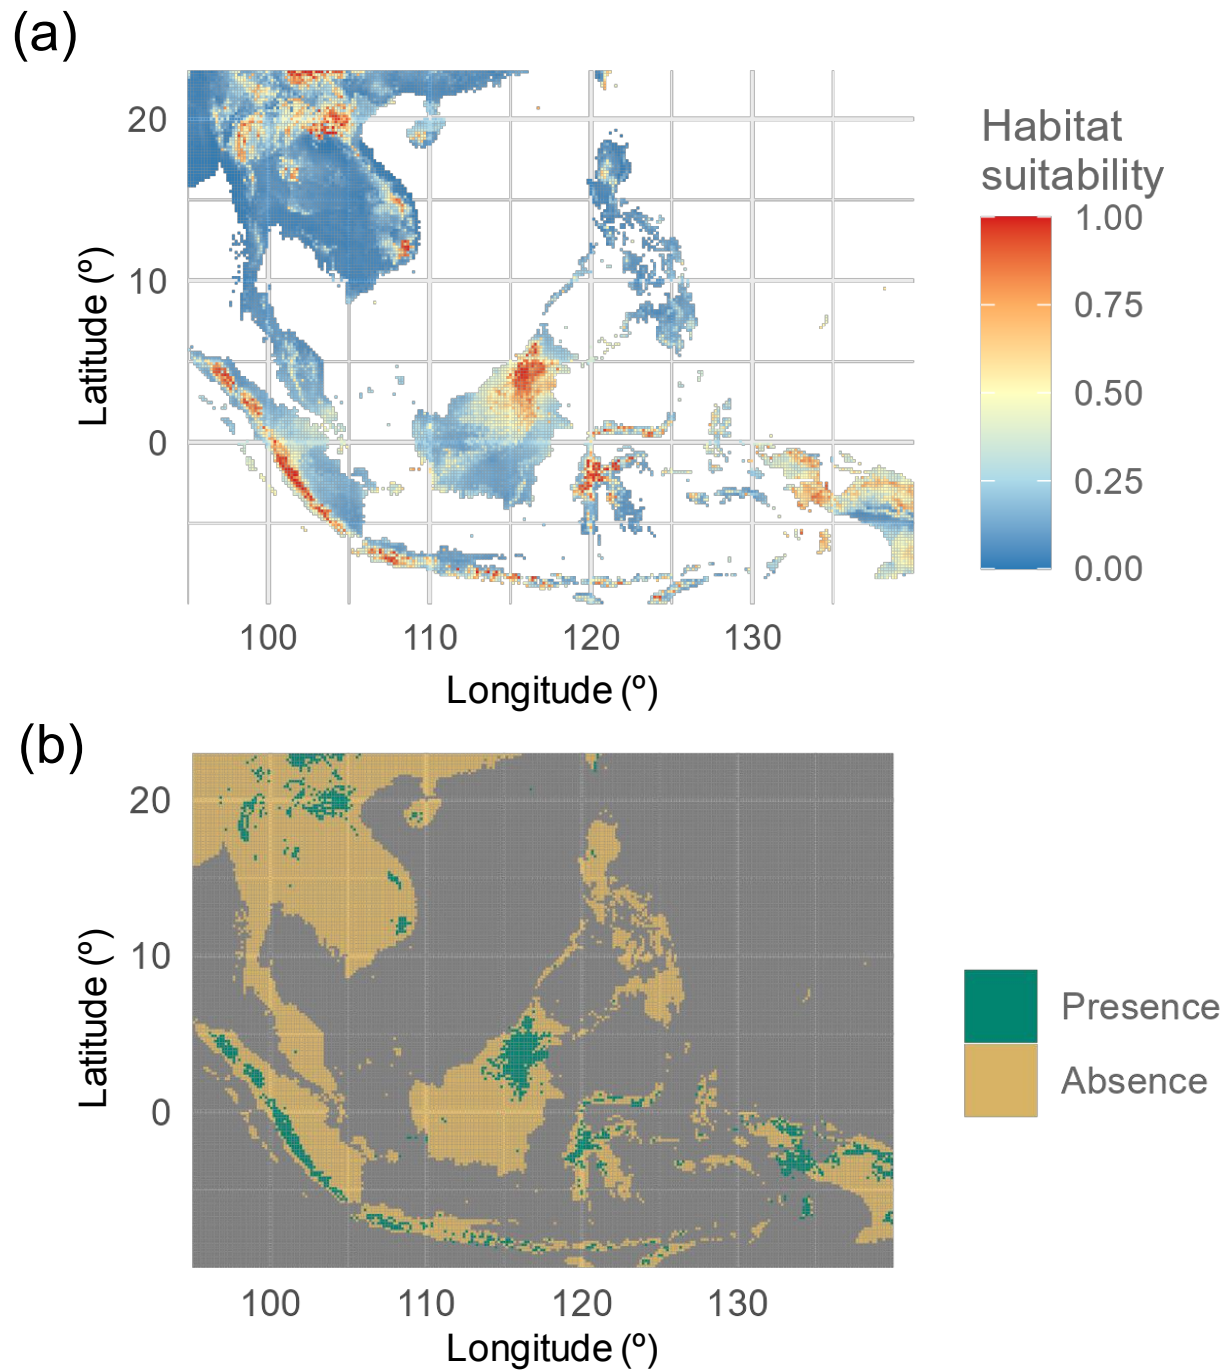 (a)
20
10
0
Latitude (º)
100 110 120 130
Longitude (º)
Habitat
suitability
1.00
0.75
0.50
0.25
0.00
(b)
20
10
0
Latitude (º)
100 110 120 130
Longitude (º)
Presence
Absence